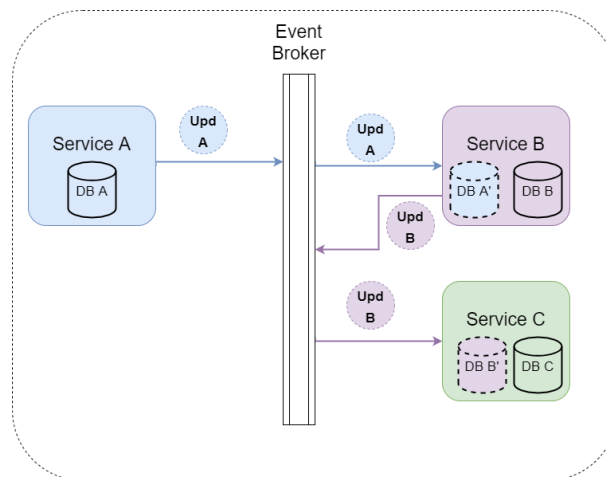 Event
Broker
Upd
A
Service A
DB A
Upd
A
Service B
DB A'
DB B
Upd
B
Upd
B
Service C
DB B'
DB C